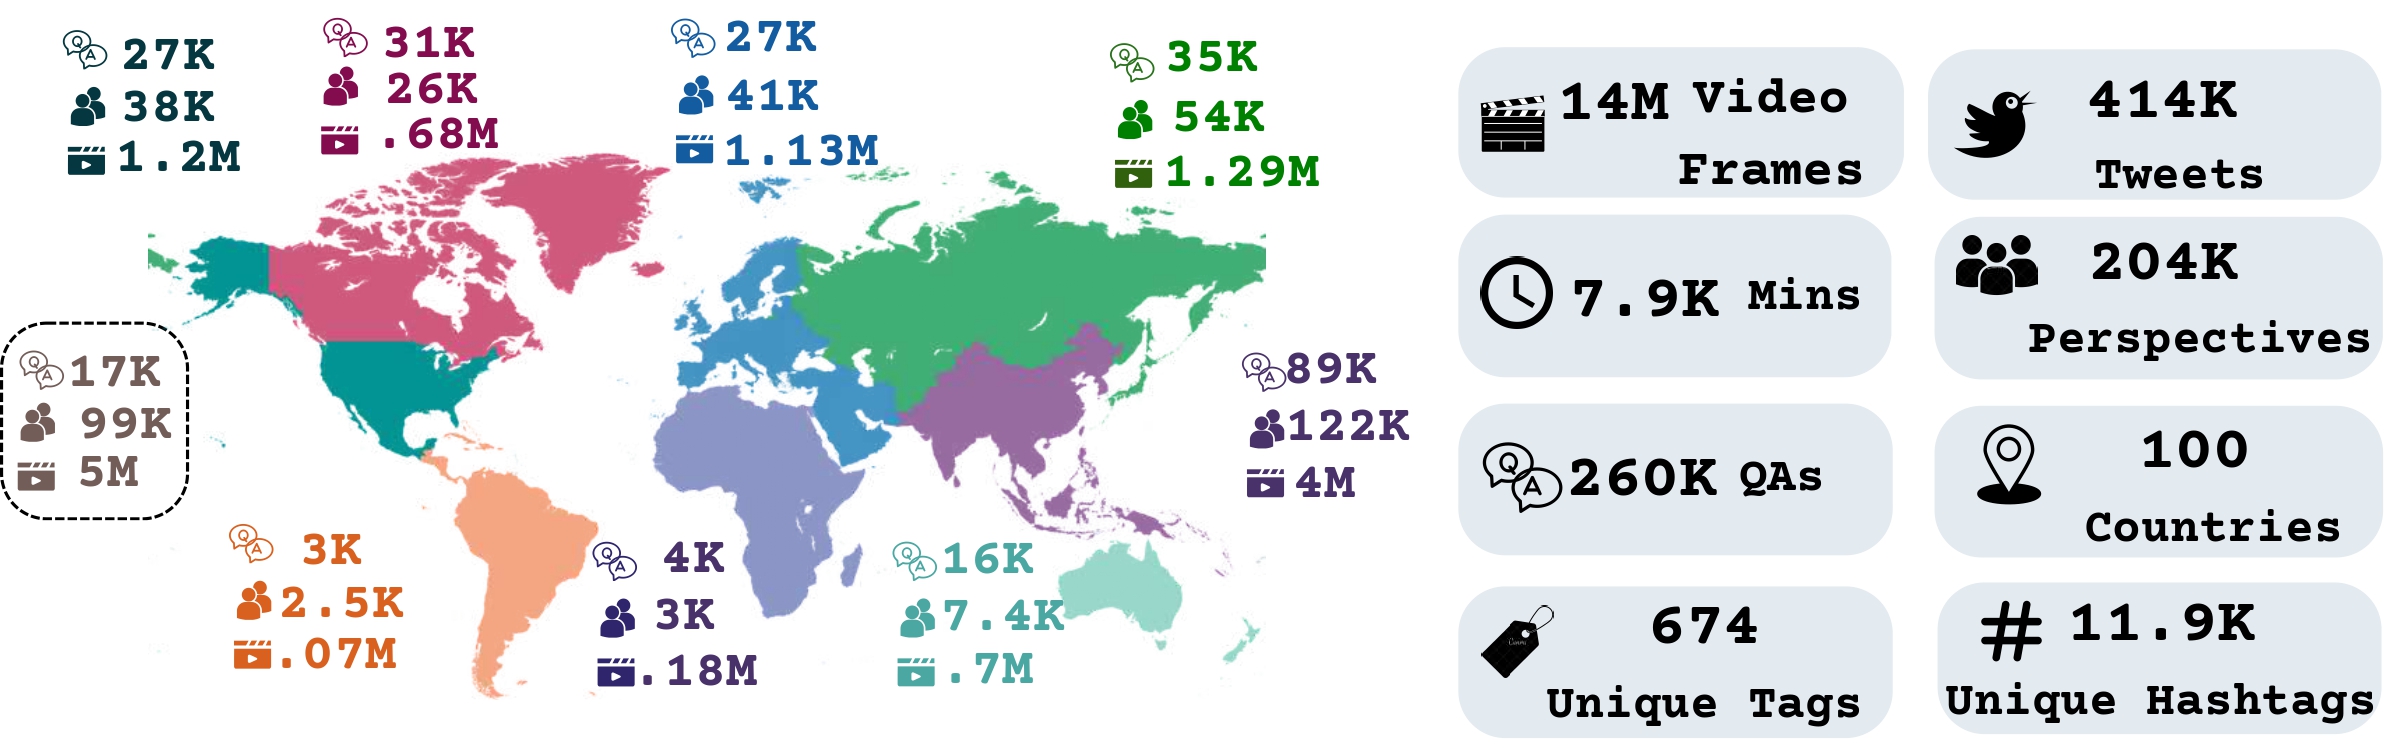 27K
38K
1.2M
31K
26K
.68M
27K
41K
1.13M
35K
54K
1.29M
17K
99K
5M
89K
122K
4M
3K
2.5K
.07M
4K
3K
.18M
16K
7.4K
.7M
14M Video
Frames
414K
Tweets
7.9K Mins
204K
Perspectives
Q
A
260K QAs
100
Countries
674
Unique Tags
# 11.9K
Unique Hashtags